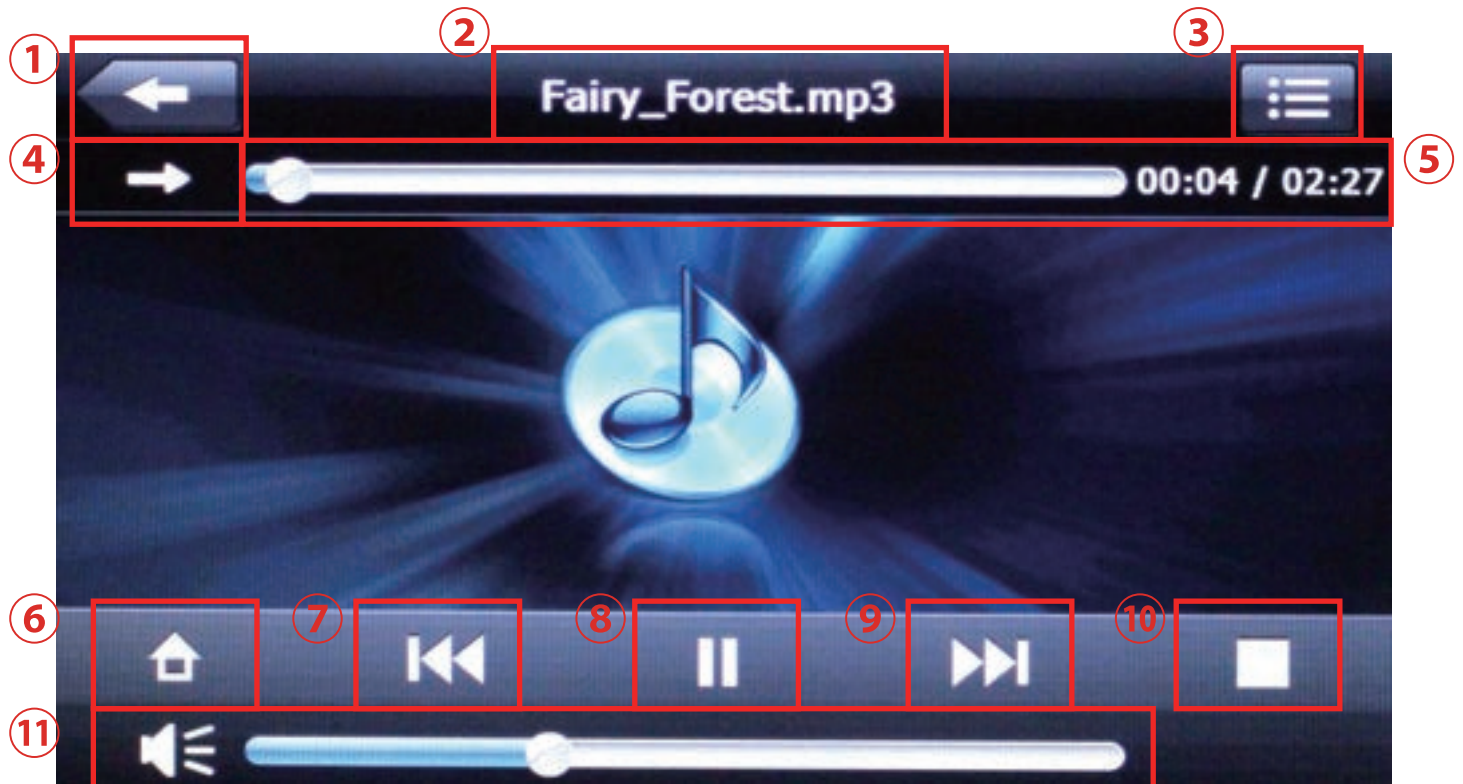 ① ② ③
Fairy_Forest.mp3
④ ⑤
00:04 / 02:27
⑥ ⑦ ⑧ ⑨ ⑩
⑪